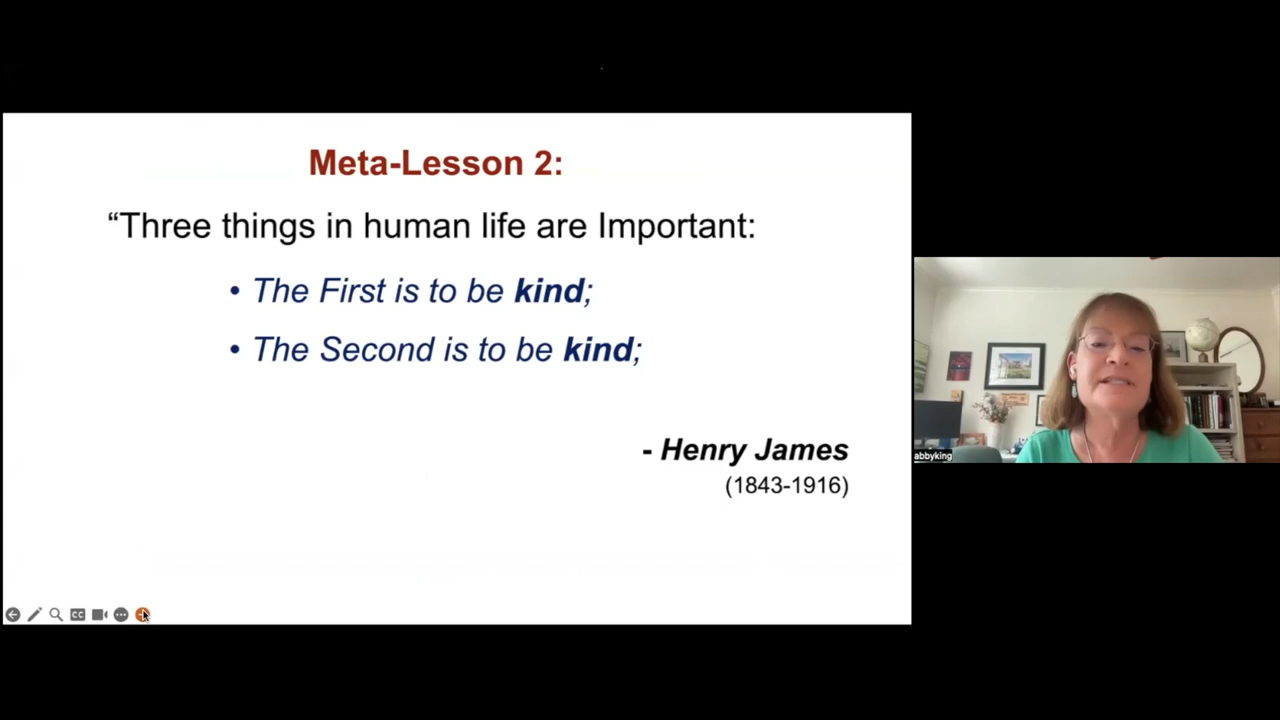 Meta-Lesson 2:
“Three things in human life are Important:
• The First is to be kind;
• The Second is to be kind;
- Henry James
(1843-1916)
CC
abbyking